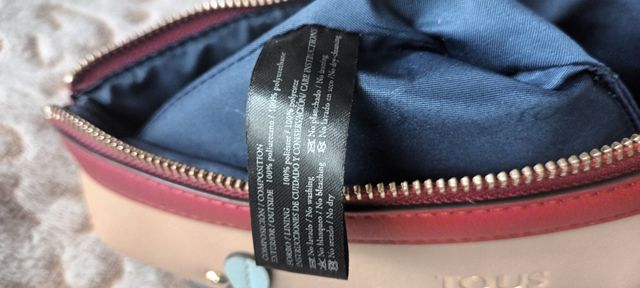 COMPOSICIÓN / COMPOSITION
EXTERIOR / OUTSIDE 100% poliuretano / 100% polyurethane
FORRO / LINING 100% poliéster / 100% polyester
INSTRUCCIONES DE CUIDADO Y CONSERVACIÓN/ CARE INSTRUCTIONS
No lavado / No washing
No planchado / No ironing
No blanqueo / No bleaching
No lavado en seco / No dry-cleaning
No secado / No dry
TOUS